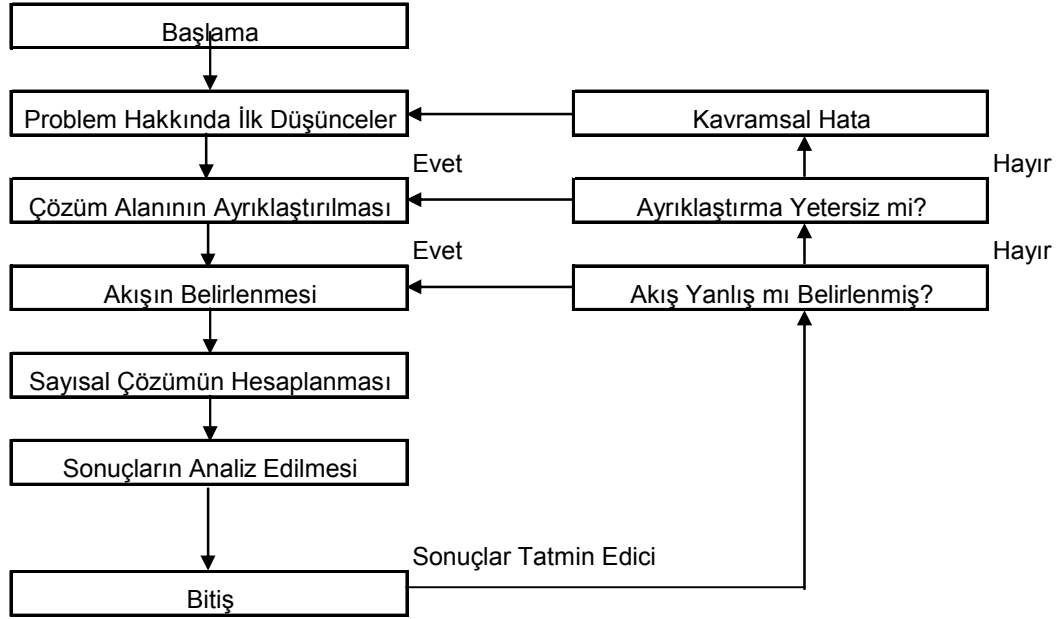 Başlama
Problem Hakkında İlk Düşünceler
Kavramsal Hata
Evet
Hayır
Çözüm Alanının Ayrıklaştırılması
Ayrıklaştırma Yetersiz mi?
Evet
Hayır
Akışın Belirlenmesi
Akış Yanlış mı Belirlenmiş?
Sayısal Çözümün Hesaplanması
Sonuçların Analiz Edilmesi
Sonuçlar Tatmin Edici
Bitiş